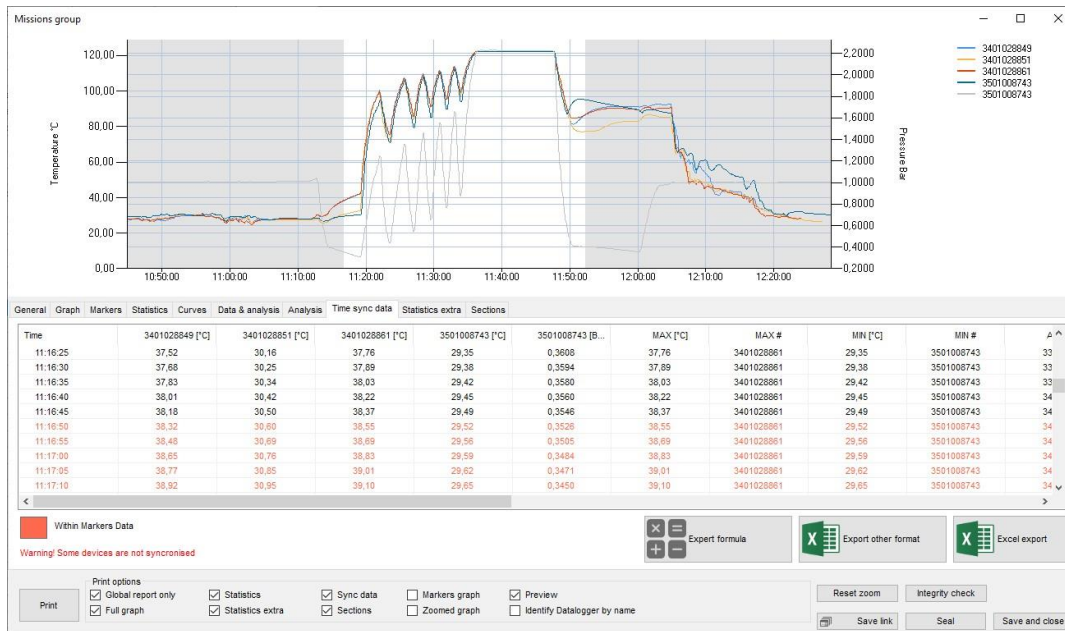 Missions group
120,00
100,00
80,00
60,00
40,00
20,00
0,00
Temperature °C
2,2000
2,0000
1,8000
1,6000
1,4000
1,2000
1,0000
0,8000
0,6000
0,4000
0,2000
Pressure Bar
10:50:00 11:00:00 11:10:00 11:20:00 11:30:00 11:40:00 11:50:00 12:00:00 12:10:00 12:20:00
3401028849
3401028851
3401028861
3501008743
3501008743
General Graph Markers Statistics Curves Data & analysis Analysis Time sync data Statistics extra Sections
Time 3401028849 [°C] 3401028851 [°C] 3401028861 [°C] 3501008743 [°C] 3501008743 [B... MAX [°C] MAX # MIN [°C] MIN # A
11:16:25 37,52 30,16 37,76 29,35 0,3608 37,76 3401028861 29,35 3501008743 33
11:16:30 37,68 30,25 37,89 29,38 0,3594 37,89 3401028861 29,38 3501008743 33
11:16:35 37,83 30,34 38,03 29,42 0,3580 38,03 3401028861 29,42 3501008743 33
11:16:40 38,01 30,42 38,22 29,45 0,3560 38,22 3401028861 29,45 3501008743 34
11:16:45 38,18 30,50 38,37 29,49 0,3546 38,37 3401028861 29,49 3501008743 34
11:16:50 38,32 30,60 38,55 29,52 0,3526 38,55 3401028861 29,52 3501008743 34
11:16:55 38,48 30,69 38,69 29,56 0,3505 38,69 3401028861 29,56 3501008743 34
11:17:00 38,65 30,76 38,83 29,59 0,3484 38,83 3401028861 29,59 3501008743 34
11:17:05 38,77 30,85 39,01 29,62 0,3471 39,01 3401028861 29,62 3501008743 34
11:17:10 38,92 30,95 39,10 29,65 0,3450 39,10 3401028861 29,65 3501008743 34
Within Markers Data
Warning! Some devices are not syncronised
Expert formula
Export other format
Excel export
Print options
Print
Global report only Statistics Sync data Markers graph Preview
Full graph Statistics extra Sections Zoomed graph Identify Datalogger by name
Reset zoom Integrity check
Save link Seal Save and close